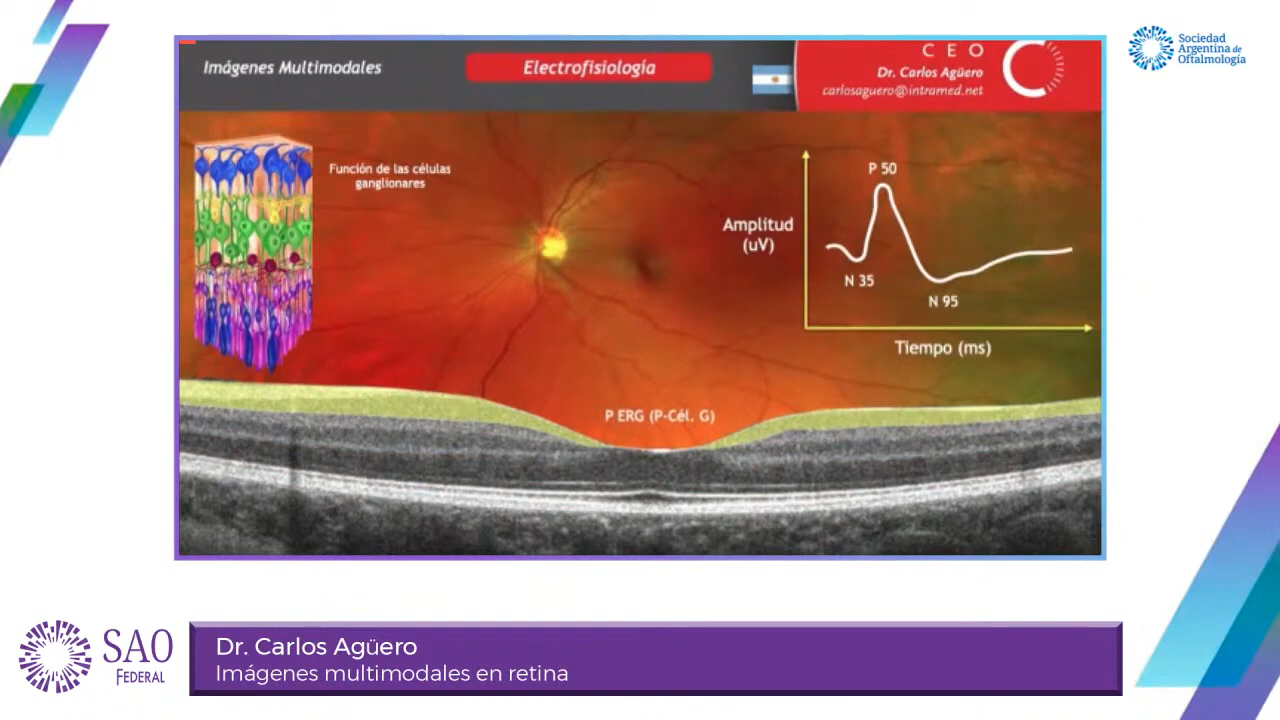 Imágenes Multimodales
Electrofisiología
CEO
Dr. Carlos Agüero
carlosaguero@intramed.net
Sociedad
Argentina de
Oftalmología
Función de las células
ganglionares
P 50
Amplitud
(uV)
N 35
N 95
Tiempo (ms)
P ERG (P-Cél. G)
SAO
FEDERAL
Dr. Carlos Agüero
Imágenes multimodales en retina